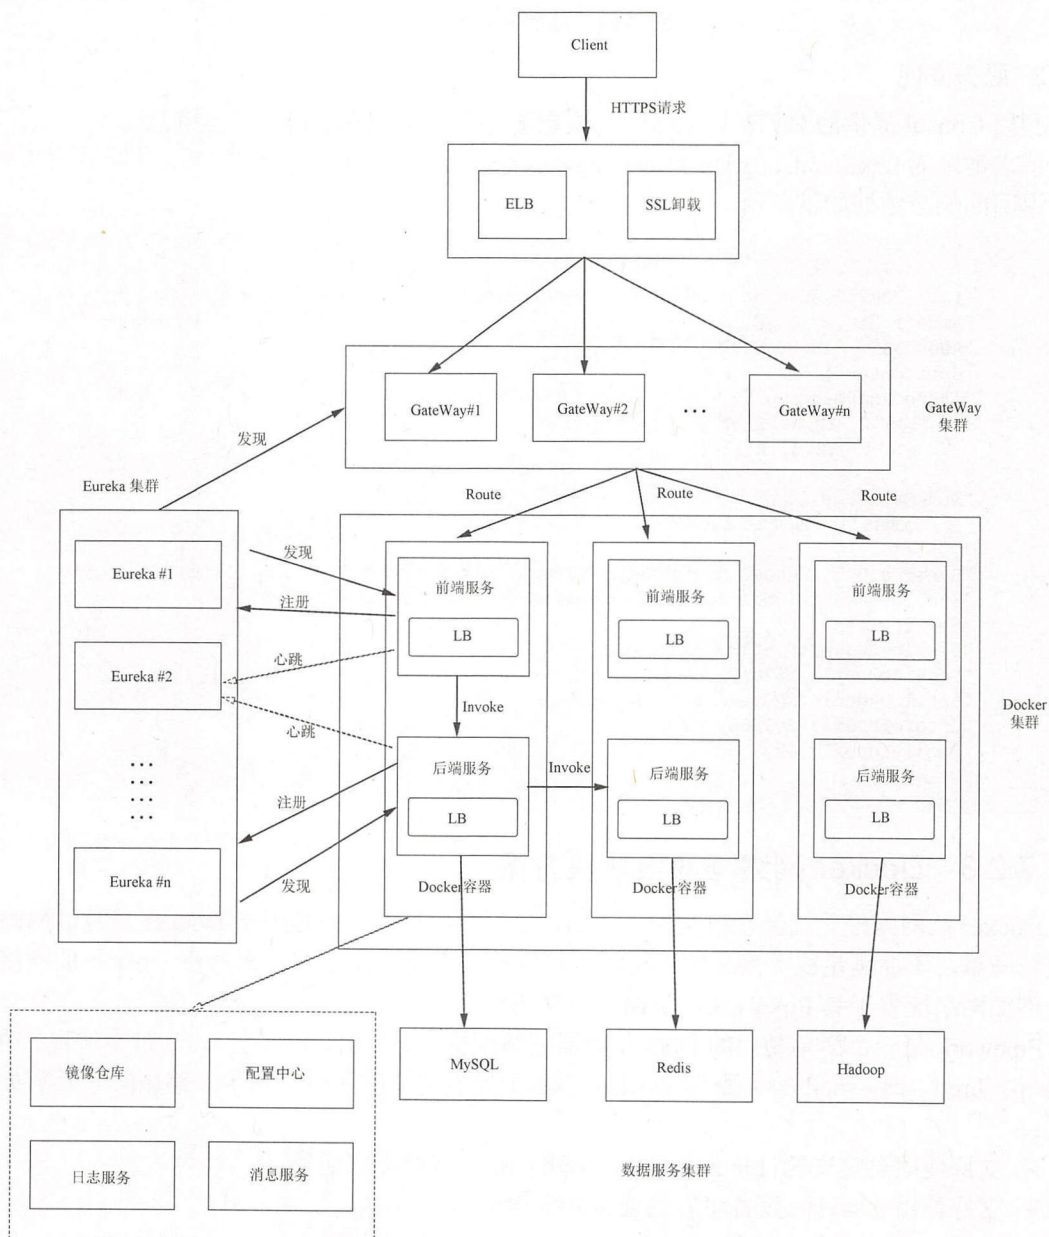 Client
HTTPS请求
ELB
SSL卸载
GateWay#1
GateWay#2
...
GateWay#n
GateWay
集群
发现
Eureka 集群
Route
Route
Route
Eureka #1
发现
注册
前端服务
LB
前端服务
LB
前端服务
LB
Eureka #2
心跳
Invoke
心跳
Docker
集群
后端服务
LB
Invoke
后端服务
LB
后端服务
LB
注册
Eureka #n
发现
Docker容器
Docker容器
Docker容器
镜像仓库
配置中心
日志服务
消息服务
MySQL
Redis
Hadoop
数据服务集群